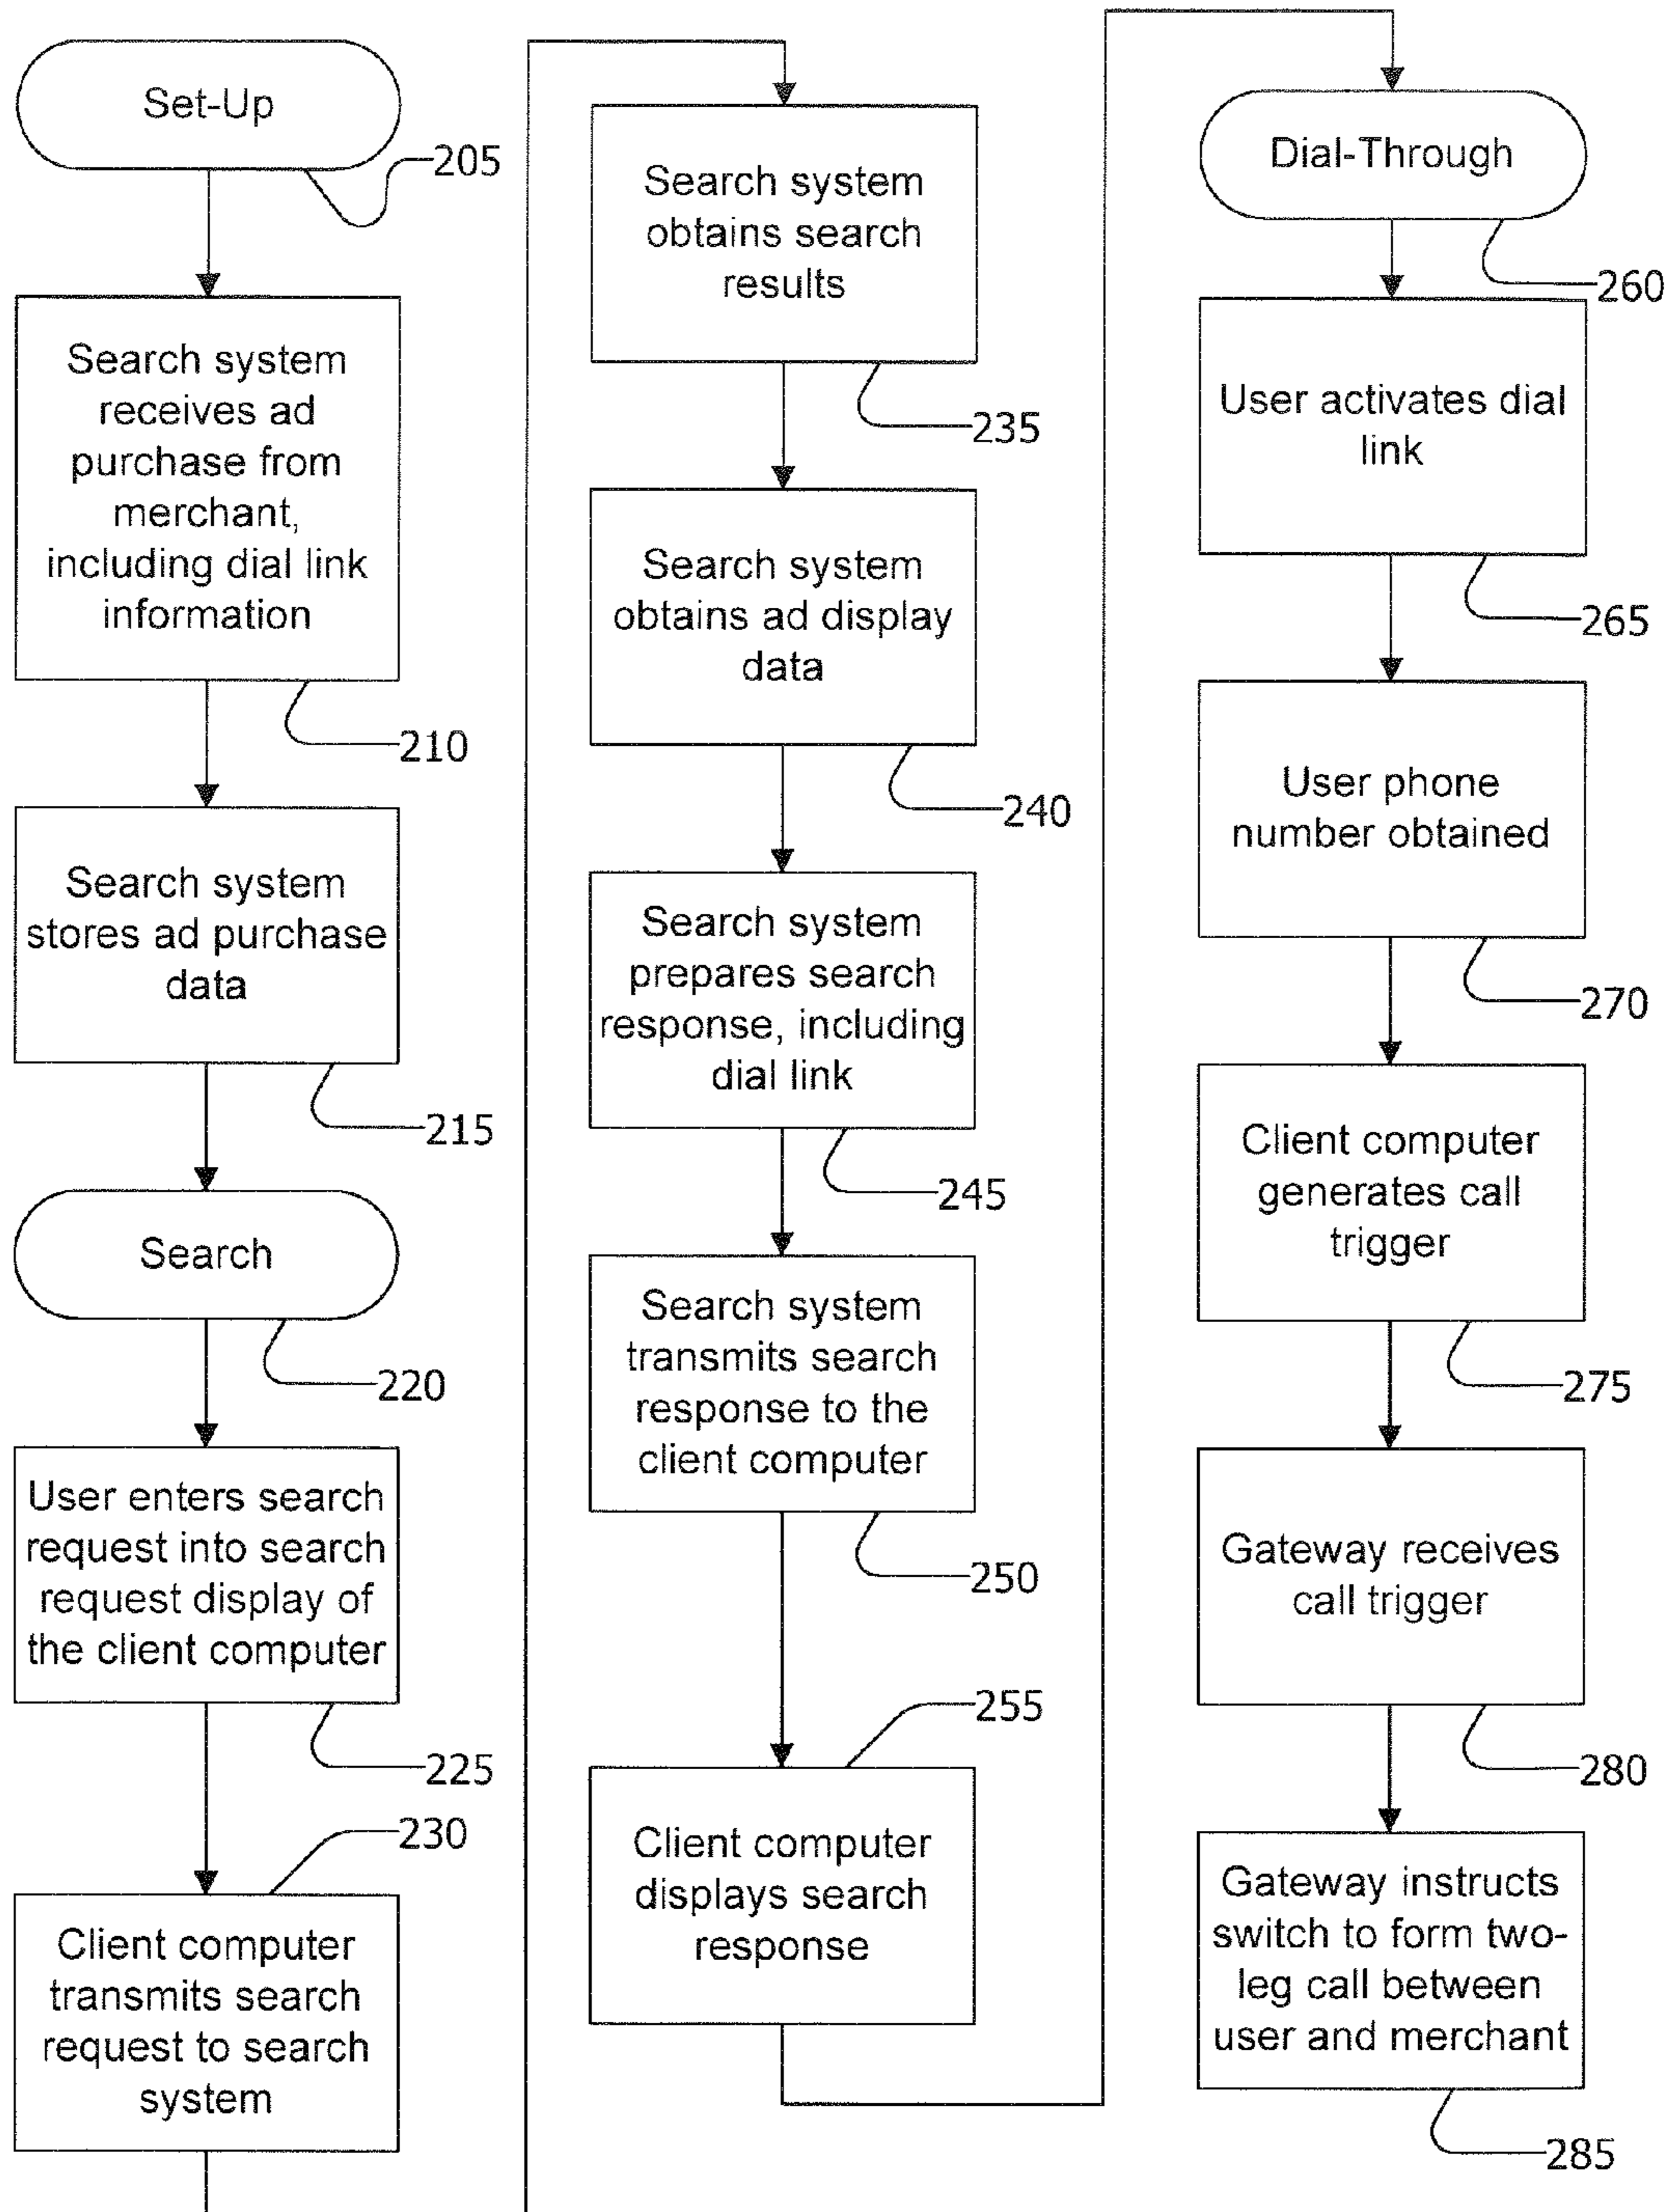 Set-Up
205
Search system
receives ad
purchase from
merchant,
including dial link
information
210
Search system
stores ad purchase
data
215
Search
220
User enters search
request into search
request display of
the client computer
225
230
Client computer
transmits search
request to search
system
Search system
obtains search
results
235
Search system
obtains ad display
data
240
Search system
prepares search
response, including
dial link
245
Search system
transmits search
response to the
client computer
250
255
Client computer
displays search
response
Dial-Through
260
User activates dial
link
265
User phone
number obtained
270
Client computer
generates call
trigger
275
Gateway receives
call trigger
280
Gateway instructs
switch to form two-
leg call between
user and merchant
285